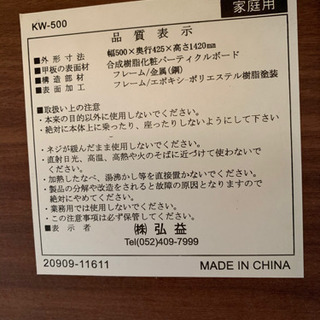 家庭用
KW-500
品質表示
■外形寸法 幅500×奥行425×高さ1420mm
■甲板の表面材 合成樹脂化粧パーティクルボード
■構造部材 フレーム/金属(鋼)
■表面加工 フレーム/エポキシ・ポリエステル樹脂塗装
■取扱い上の注意
・本来の目的以外に使用しないでください。
・絶対に本体上に乗ったり、座ったりしないようにして下さい。
・ネジが緩んだまま使用しないでください。
・直射日光、高温、高熱や火のそばに近づけて使わないでください。
・加熱したなべ、湯沸かし等を直接置かないでください。
・製品の分解や改造をされると故障の原因となりますので
絶対にやめてください。
・業務用では使用しないでください。
・この注意事項は必ず保管してください。
■表示者 ㈱弘益
Tel(052)409-7999
20909-11611 MADE IN CHINA